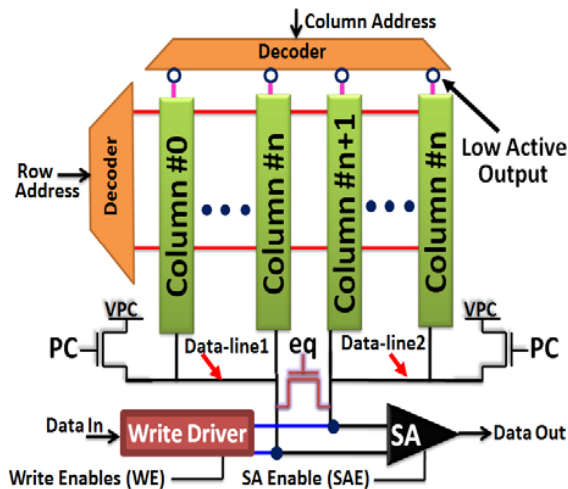 Column Address
Decoder
Low Active
Output
Row
Address
Decoder
Column #0
Column #n
Column #n+1
Column #n
VPC
PC
Data-line1
eq
Data-line2
VPC
PC
Data In
Write Driver
SA
Data Out
Write Enables (WE)
SA Enable (SAE)